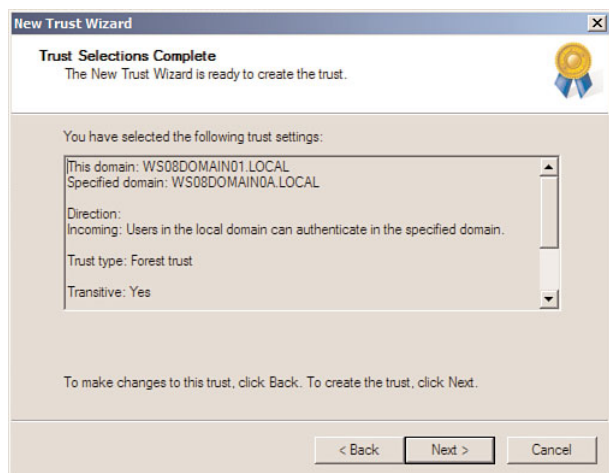 New Trust Wizard
Trust Selections Complete
The New Trust Wizard is ready to create the trust.
You have selected the following trust settings:
This domain: WS08DOMAIN01.LOCAL
Specified domain: WS08DOMAIN0A.LOCAL
Direction:
Incoming: Users in the local domain can authenticate in the specified domain.
Trust type: Forest trust
Transitive: Yes
To make changes to this trust, click Back. To create the trust, click Next.
< Back Next > Cancel